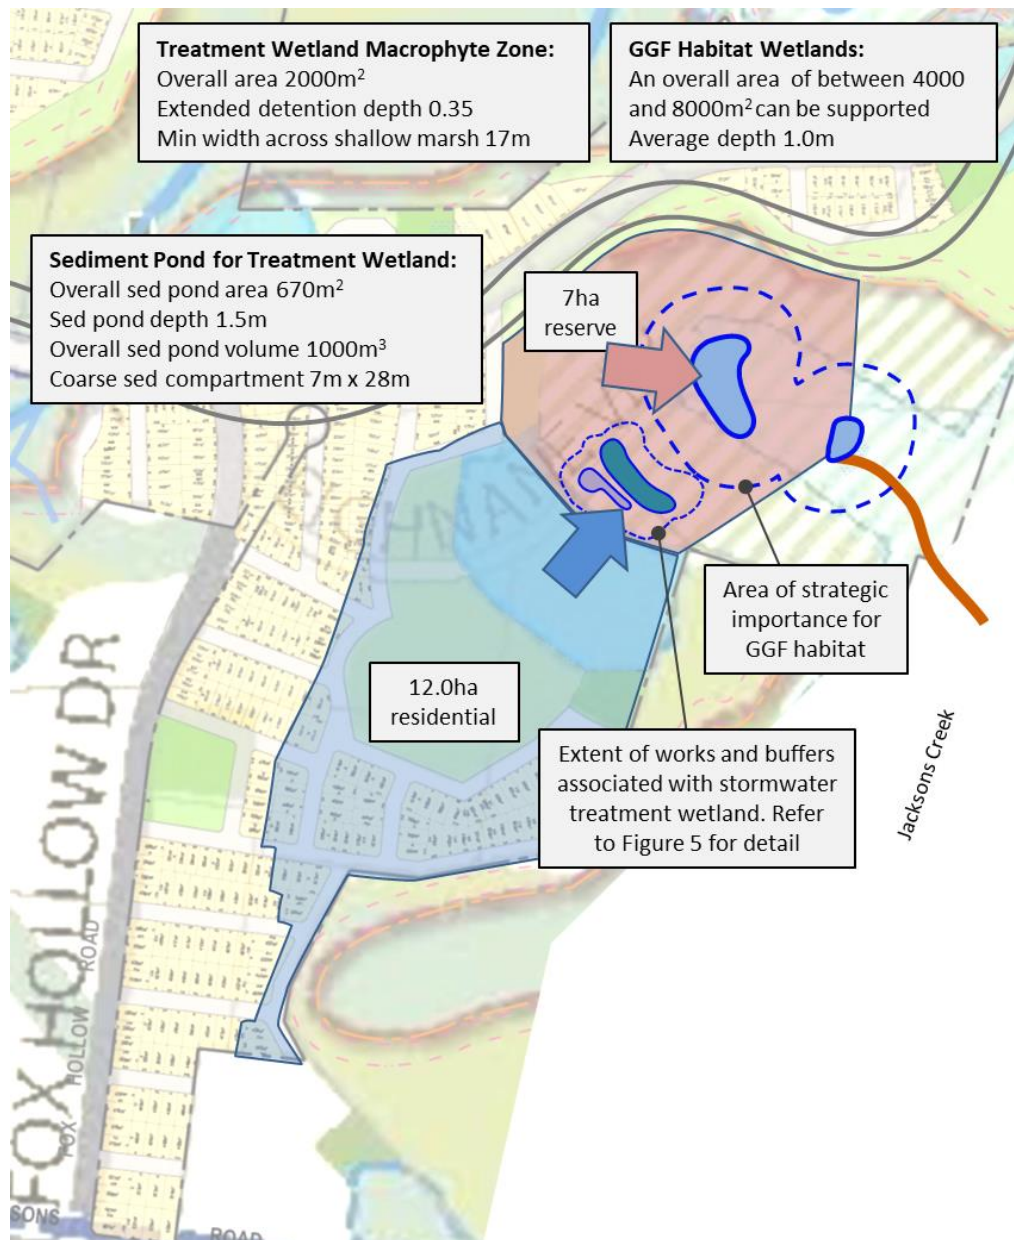 Treatment Wetland Macrophyte Zone:
Overall area 2000m²
Extended detention depth 0.35
Min width across shallow marsh 17m
GGF Habitat Wetlands:
An overall area of between 4000
and 8000m² can be supported
Average depth 1.0m
Sediment Pond for Treatment Wetland:
Overall sed pond area 670m²
Sed pond depth 1.5m
Overall sed pond volume 1000m³
Coarse sed compartment 7m x 28m
7ha
reserve
Area of strategic
importance for
GGF habitat
12.0ha
residential
Extent of works and buffers
associated with stormwater
treatment wetland. Refer
to Figure 5 for detail
Jacksons Creek
FOX HOLLOW DR
FOX HOLLOW ROAD
SONS
ROAD